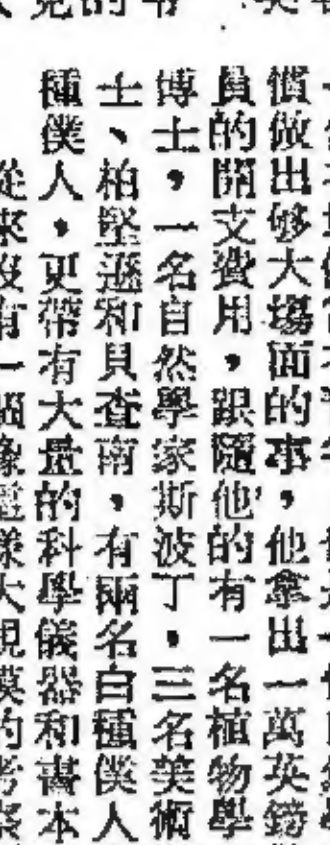 慣做出够大場面的事，他拿出一萬英鎊
員的開支費用，跟隨他的有一名植物學
博士，一名自然學家斯波丁，三名美術
士、柏堅遜和貝查南，有兩名白種僕人
種僕人，更帶有大量的科學儀器和書本
從來沒有一個像這樣大規模的考察